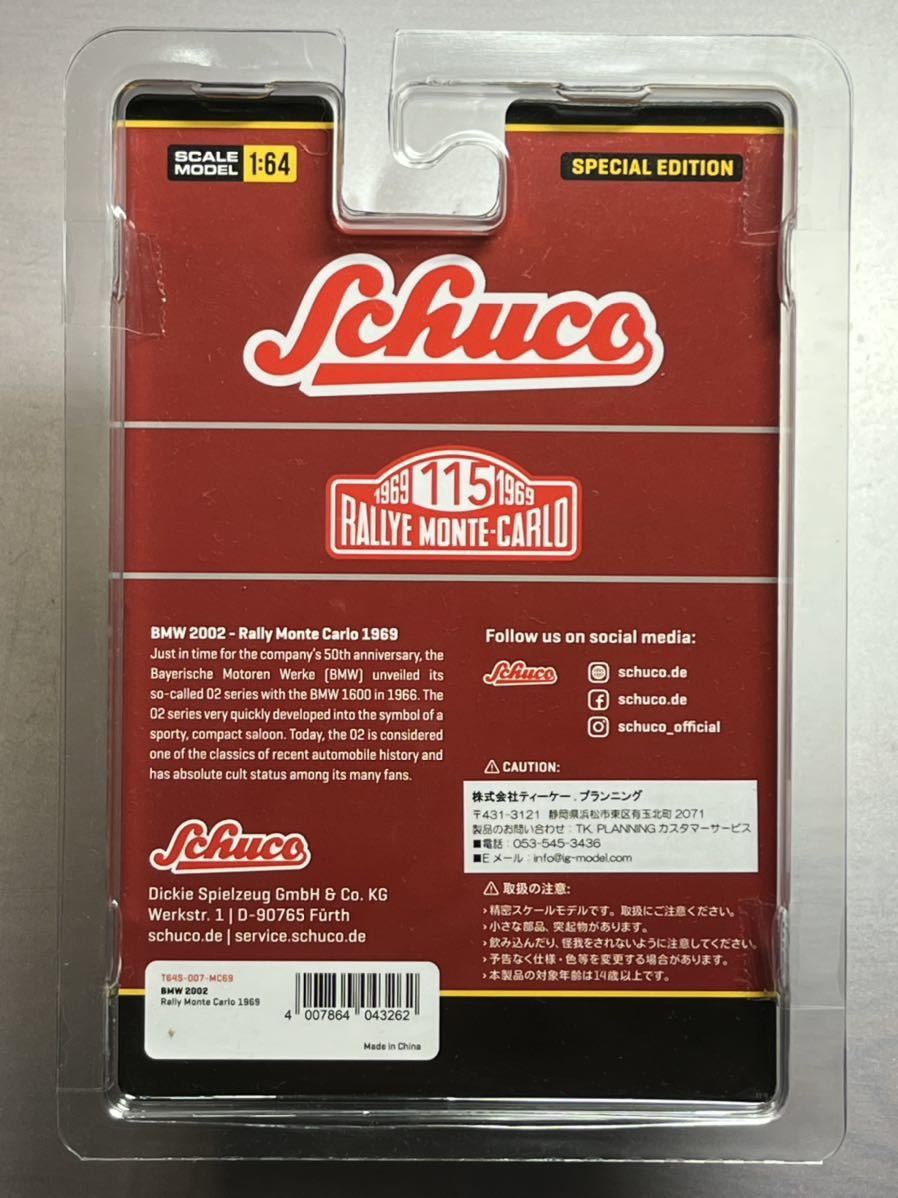 SCALE
MODEL
1:64
SPECIAL EDITION
Schuco
1969 115 1969
RALLYE MONTE-CARLO
BMW 2002 - Rally Monte Carlo 1969
Just in time for the company's 50th anniversary, the
Bayerische Motoren Werke (BMW) unveiled its
so-called 02 series with the BMW 1600 in 1966. The
02 series very quickly developed into the symbol of a
sporty, compact saloon. Today, the 02 is considered
one of the classics of recent automobile history and
has absolute cult status among its many fans.
Schuco
Dickie Spielzeug GmbH & Co. KG
Werkstr. 1 | D-90765 Fürth
schuco.de | service.schuco.de
T64S-007-MC69
BMW 2002
Rally Monte Carlo 1969
4 007864 043262
Made in China
Follow us on social media:
Schuco
schuco.de
schuco.de
schuco_official
CAUTION:
株式会社ティーケー.プランニング
〒431-3121 静岡県浜松市東区有玉北町2071
製品のお問い合わせ:TK PLANNINGカスタマーサービス
■電話:053-545-3436
■Eメール:info@ig-model.com
取扱の注意:
›精密スケールモデルです。取扱にご注意ください。
›小さな部品、突起物があります。
›飲み込んだり、怪我をされないように注意してください。
›予告なく仕様・色等を変更する場合があります。
›本製品の対象年齢は14歳以上です。